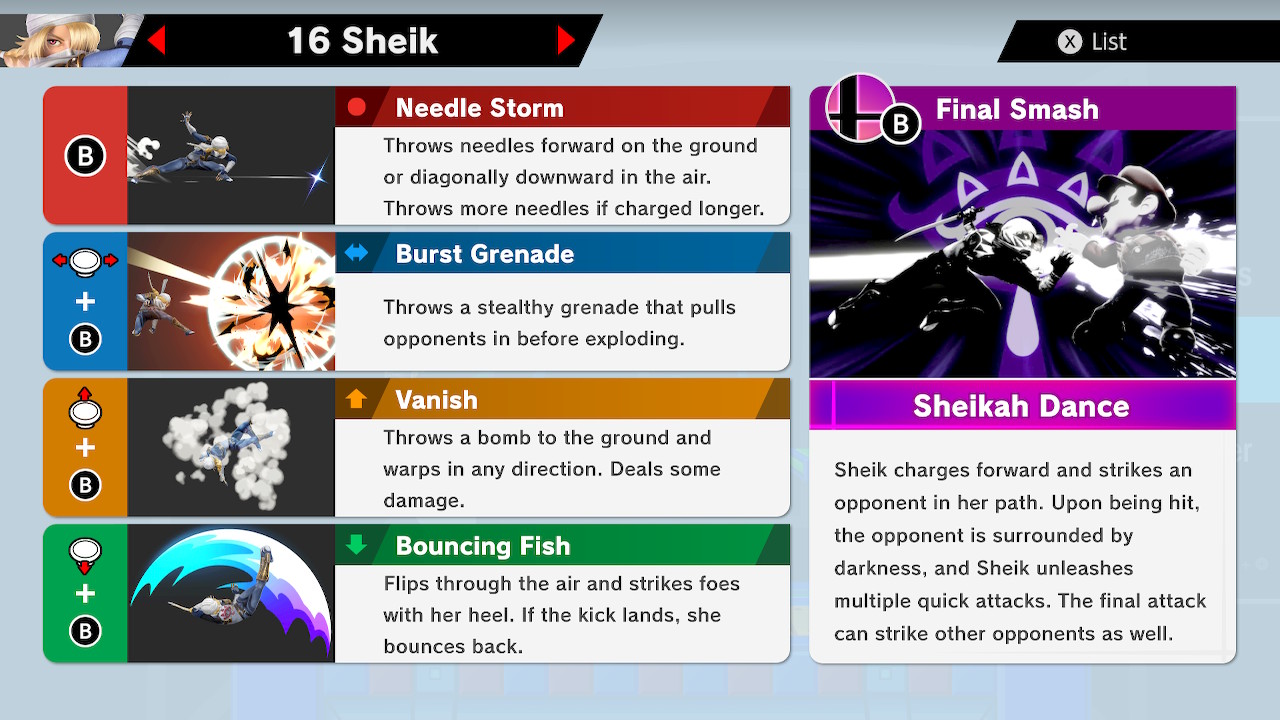 16 Sheik
X List
B
Needle Storm
Throws needles forward on the ground
or diagonally downward in the air.
Throws more needles if charged longer.
+
B
Burst Grenade
Throws a stealthy grenade that pulls
opponents in before exploding.
+
B
Vanish
Throws a bomb to the ground and
warps in any direction. Deals some
damage.
+
B
Bouncing Fish
Flips through the air and strikes foes
with her heel. If the kick lands, she
bounces back.
B
Final Smash
Sheikah Dance
Sheik charges forward and strikes an
opponent in her path. Upon being hit,
the opponent is surrounded by
darkness, and Sheik unleashes
multiple quick attacks. The final attack
can strike other opponents as well.